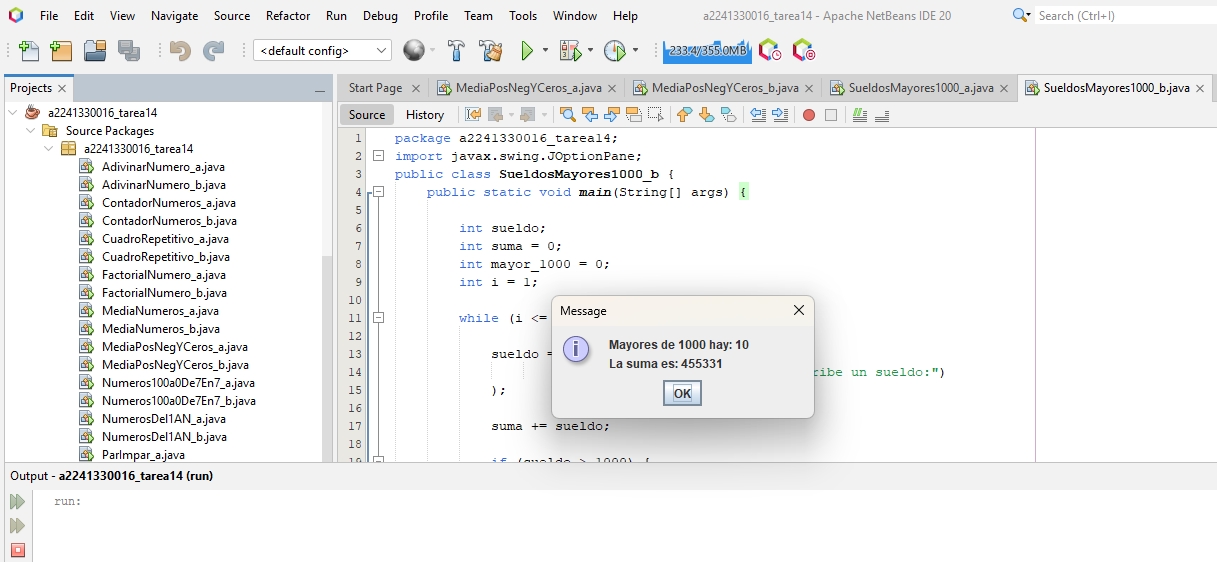 File Edit View Navigate Source Refactor Run Debug Profile Team Tools Window Help
a2241330016_tarea14 - Apache NetBeans IDE 20
Search (Ctrl+I)
<default config>
233.4/355.0MB
Projects
Start Page
MediaPosNegYCeros_a.java
MediaPosNegYCeros_b.java
SueldosMayores1000_a.java
SueldosMayores1000_b.java
a2241330016_tarea14
Source Packages
a2241330016_tarea14
AdivinarNumero_a.java
AdivinarNumero_b.java
ContadorNumeros_a.java
ContadorNumeros_b.java
CuadroRepetitivo_a.java
CuadroRepetitivo_b.java
FactorialNumero_a.java
FactorialNumero_b.java
MediaNumeros_a.java
MediaNumeros_b.java
MediaPosNegYCeros_a.java
MediaPosNegYCeros_b.java
Numeros100a0De7En7_a.java
Numeros100a0De7En7_b.java
NumerosDel1AN_a.java
NumerosDel1AN_b.java
ParImpar_a.java
Source History
1 package a2241330016_tarea14;
2 import javax.swing.JOptionPane;
3 public class SueldosMayores1000_b {
4 public static void main(String[] args) {
5
6 int sueldo;
7 int suma = 0;
8 int mayor_1000 = 0;
9 int i = 1;
10
11 while (i <=
12
13 sueldo =
14 ribe un sueldo:")
15 );
16
17 suma += sueldo;
18
19 if (sueldo > 1000) {
Message
Mayores de 1000 hay: 10
La suma es: 455331
OK
Output - a2241330016_tarea14 (run)
run: